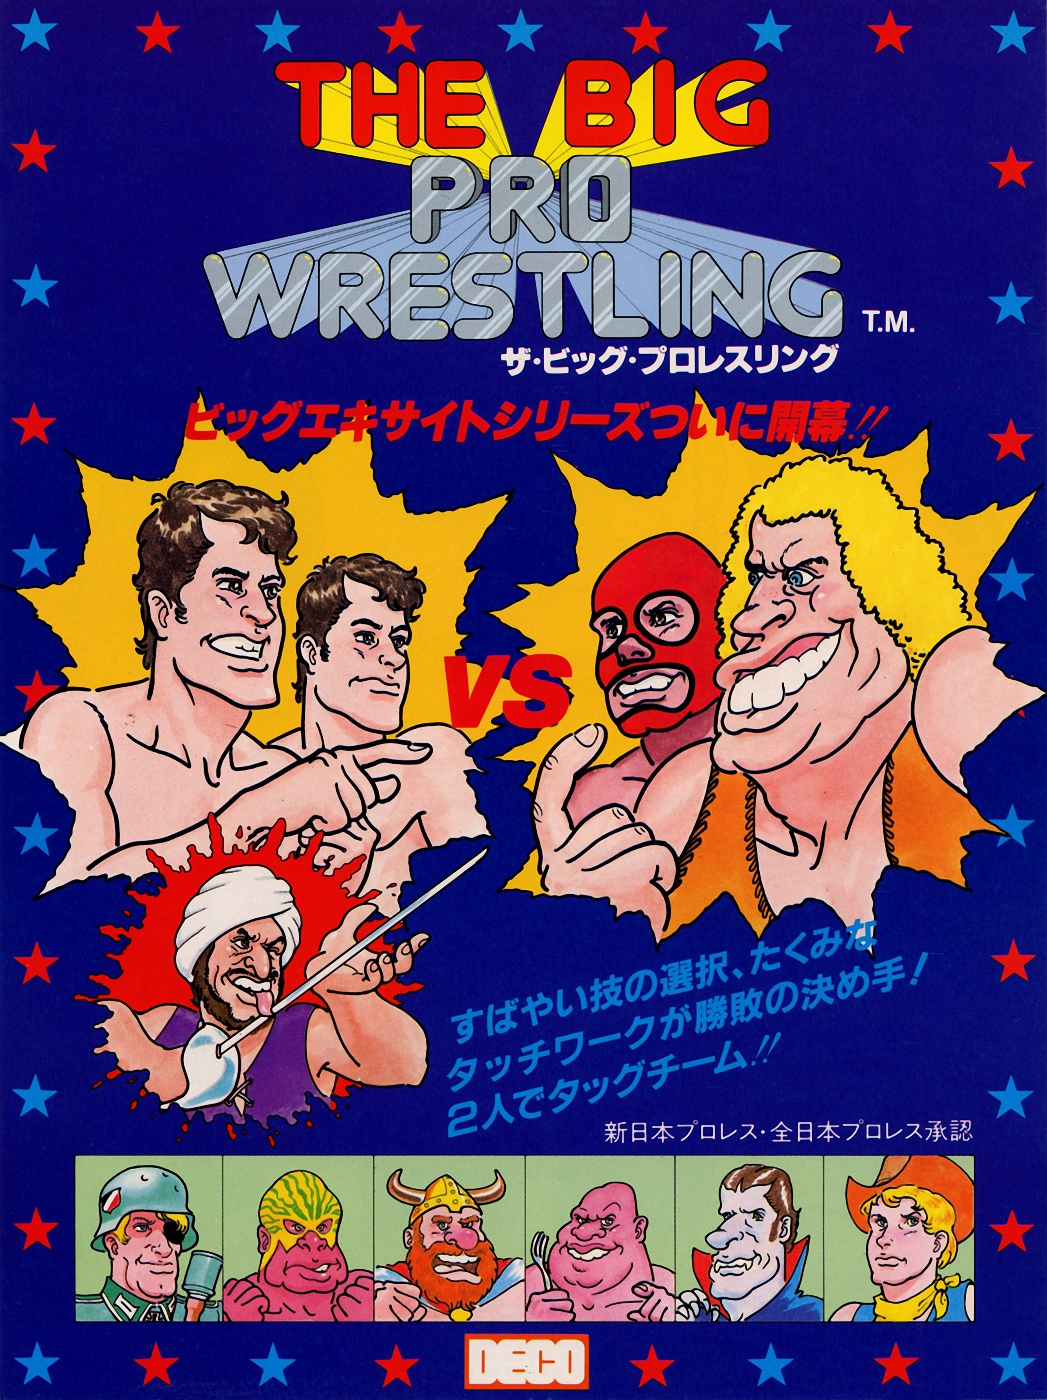 THE BIG
PRO
WRESTLING
T.M.
ザ・ビッグ・プロレスリング
ビッグエキサイトシリーズついに開幕!!
VS
すばやい技の選択、たくみな
タッチワークが勝敗の決め手!
2人でタッグチーム!!
新日本プロレス・全日本プロレス承認
DECO